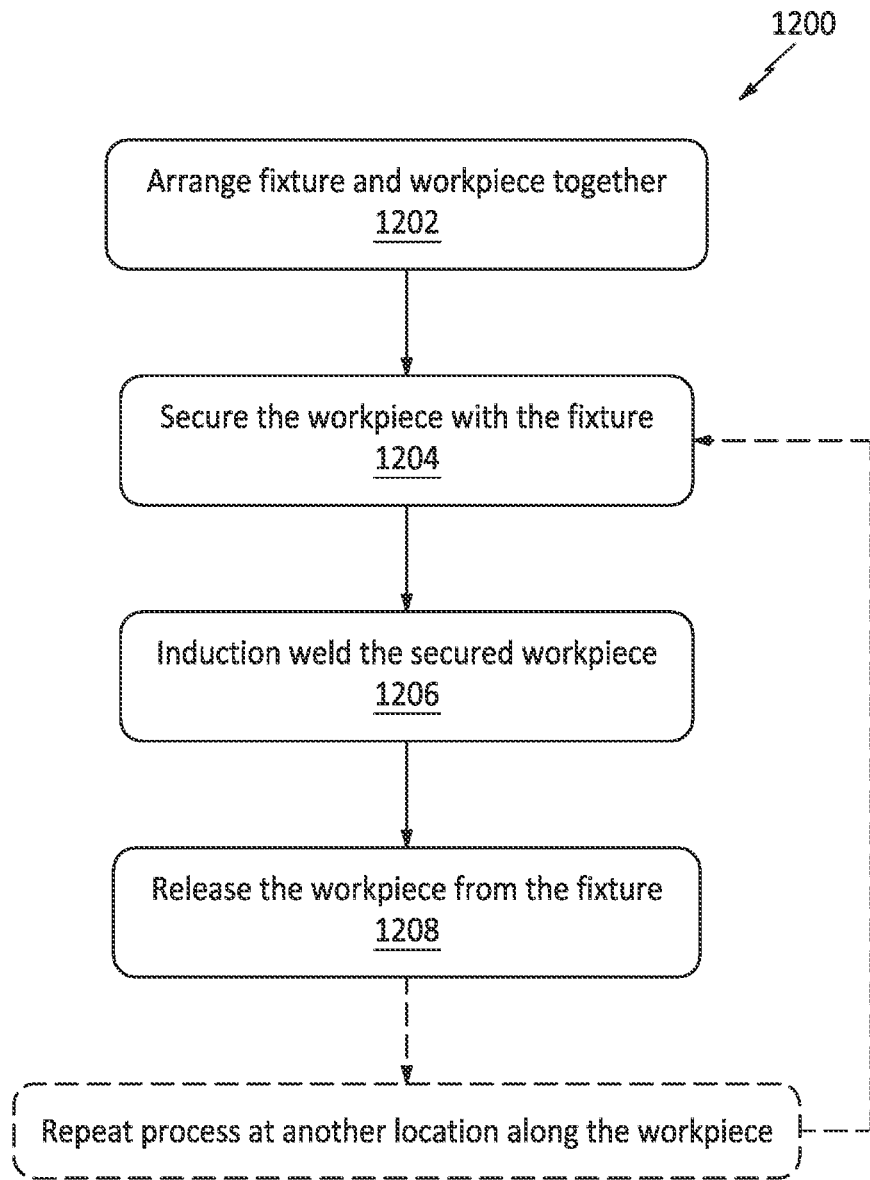 1200
Arrange fixture and workpiece together
1202
Secure the workpiece with the fixture
1204
Induction weld the secured workpiece
1206
Release the workpiece from the fixture
1208
Repeat process at another location along the workpiece